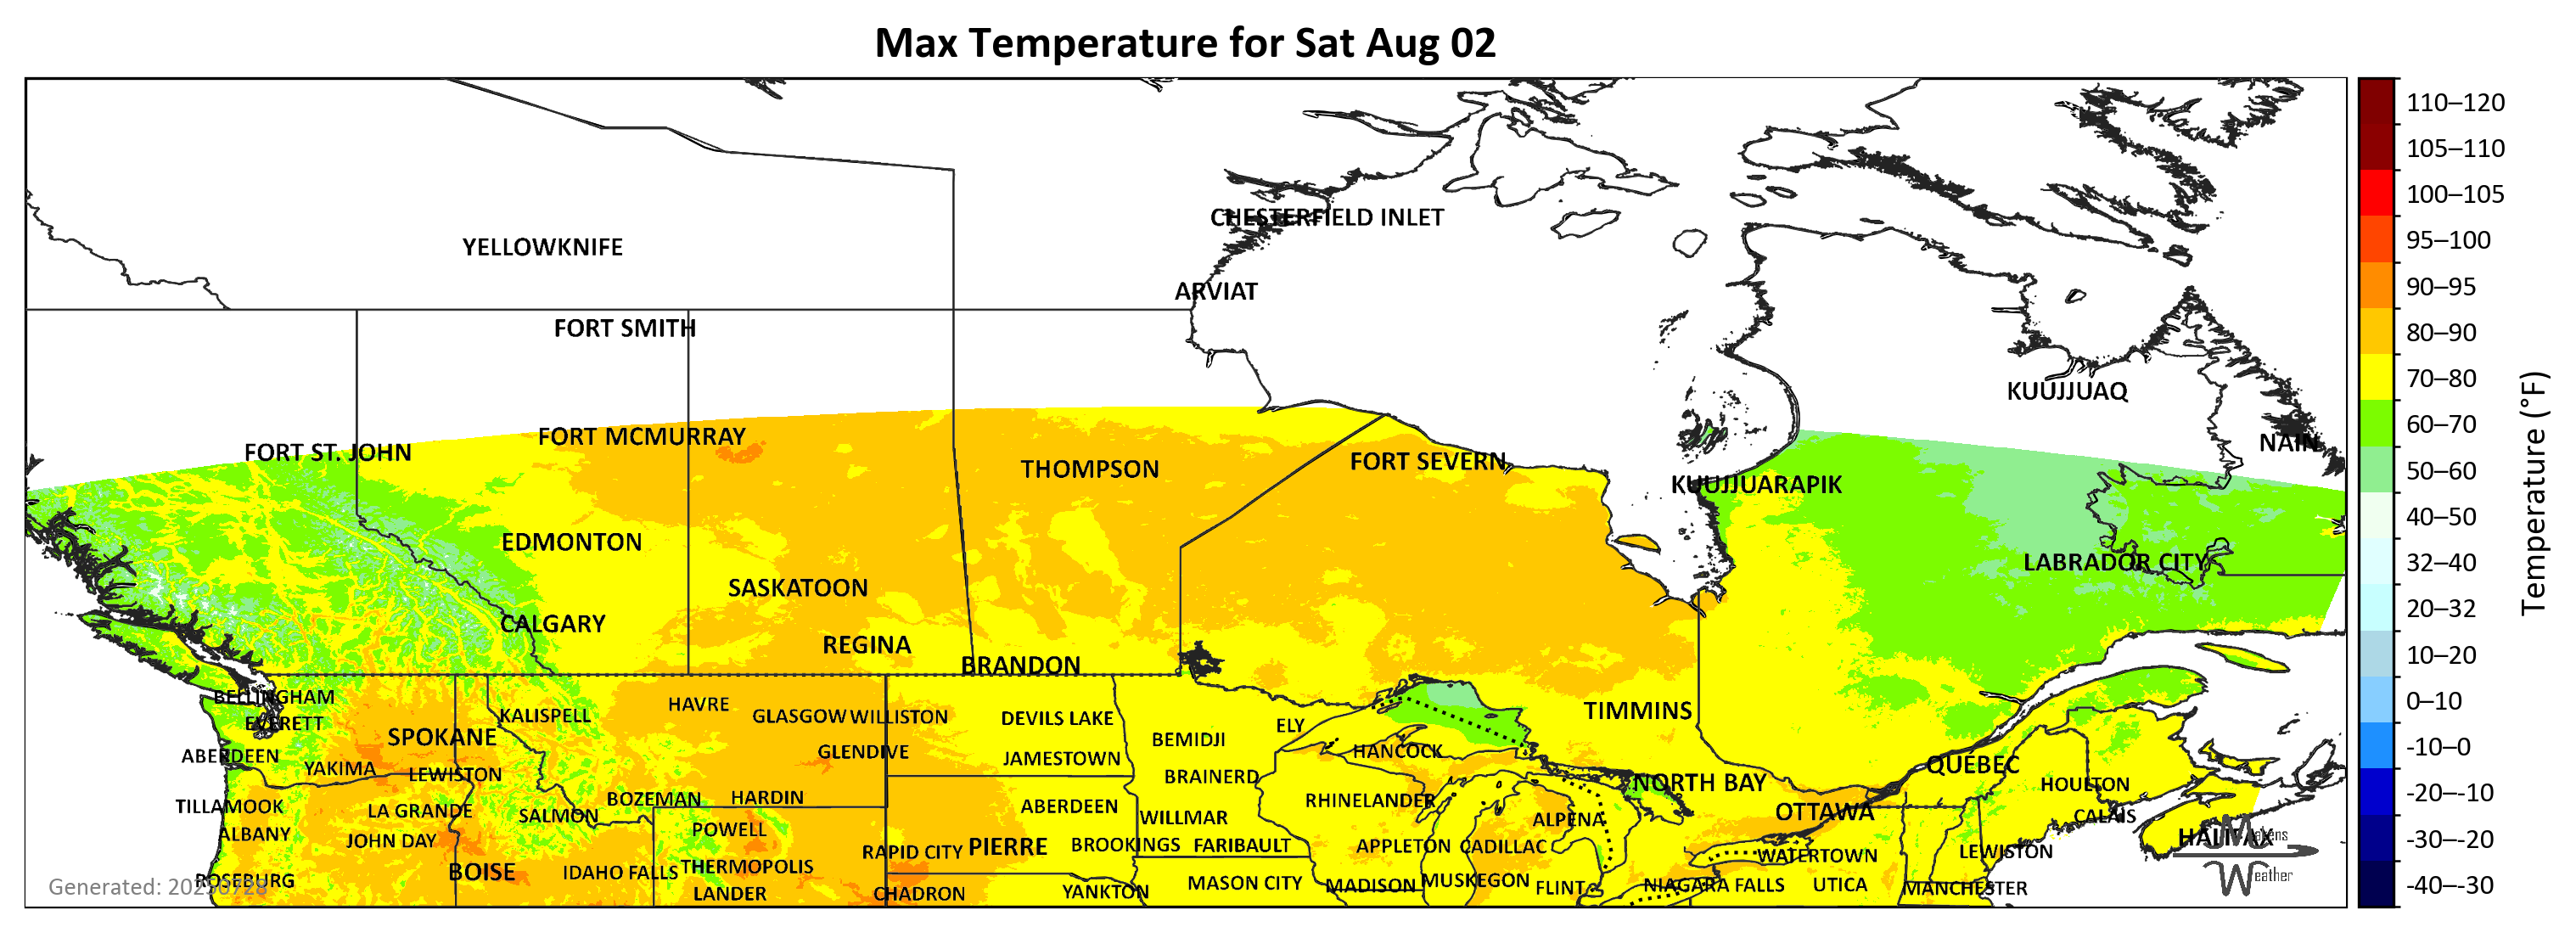 Max Temperature for Sat Aug 02
YELLOWKNIFE
CHESTERFIELD INLET
ARVIAT
FORT SMITH
KUUJJUAQ
NAIN
FORT ST. JOHN
FORT MCMURRAY
THOMPSON
FORT SEVERN
KUUJJUARAPIK
EDMONTON
LABRADOR CITY
SASKATOON
CALGARY
REGINA
BRANDON
BELLINGHAM
EVERETT
KALISPELL
HAVRE
GLASGOW
WILLISTON
DEVILS LAKE
ELY
TIMMINS
SPOKANE
ABERDEEN
YAKIMA
LEWISTON
GLENDIVE
JAMESTOWN
BEMIDJI
HANCOCK
BRAINERD
NORTH BAY
QUÉBEC
HOULTON
TILLAMOOK
LA GRANDE
SALMON
BOZEMAN
HARDIN
ABERDEEN
WILLMAR
RHINELANDER
ALPENA
OTTAWA
CALAIS
ALBANY
JOHN DAY
POWELL
RAPID CITY
PIERRE
BROOKINGS
FARIBAULT
APPLETON
CADILLAC
WATERTOWN
LEWISTON
HALIFAX
ROSEBURG
BOISE
IDAHO FALLS
THERMOPOLIS
LANDER
CHADRON
YANKTON
MASON CITY
MADISON
MUSKEGON
FLINT
NIAGARA FALLS
UTICA
MANCHESTER
Generated: 20250728
Makens
Weather
110–120
105–110
100–105
95–100
90–95
80–90
70–80
60–70
50–60
40–50
32–40
20–32
10–20
0–10
-10–0
-20–-10
-30–-20
-40–-30
Temperature (°F)